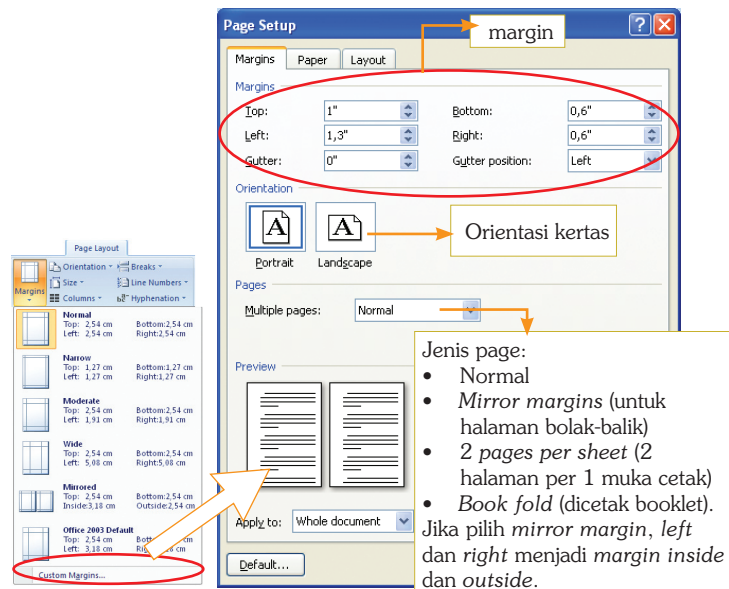 Page Setup
margin
Margins Paper Layout
Margins
Top: 1" Bottom: 0,6"
Left: 1,3" Right: 0,6"
Gutter: 0" Gutter position: Left
Orientation
A A
Orientasi kertas
Portrait Landscape
Pages
Multiple pages: Normal
Preview
Apply to: Whole document
Default...
Jenis page:
• Normal
• Mirror margins (untuk
halaman bolak-balik)
• 2 pages per sheet (2
halaman per 1 muka cetak)
• Book fold (dicetak booklet).
Jika pilih mirror margin, left
dan right menjadi margin inside
dan outside.
Page Layout
Margins
Orientation Breaks
Size Line Numbers
Columns Hyphenation
Normal
Top: 2,54 cm Bottom:2,54 cm
Left: 2,54 cm Right:2,54 cm
Narrow
Top: 1,27 cm Bottom:1,27 cm
Left: 1,27 cm Right:1,27 cm
Moderate
Top: 2,54 cm Bottom:2,54 cm
Left: 1,91 cm Right:1,91 cm
Wide
Top: 2,54 cm Bottom:2,54 cm
Left: 5,08 cm Right:5,08 cm
Mirrored
Top: 2,54 cm Bottom:2,54 cm
Inside:3,18 cm Outside:2,54 cm
Office 2003 Default
Top: 2,54 cm cm
Left: 3,18 cm cm
Custom Margins...